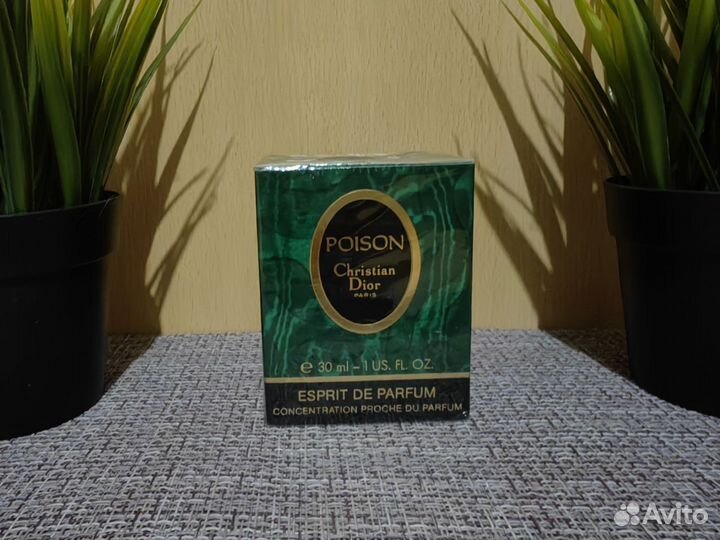 POISON
Christian
Dior
PARIS
e 30 ml - 1 US. FL. OZ.
ESPRIT DE PARFUM
CONCENTRATION PROCHE DU PARFUM
Avito